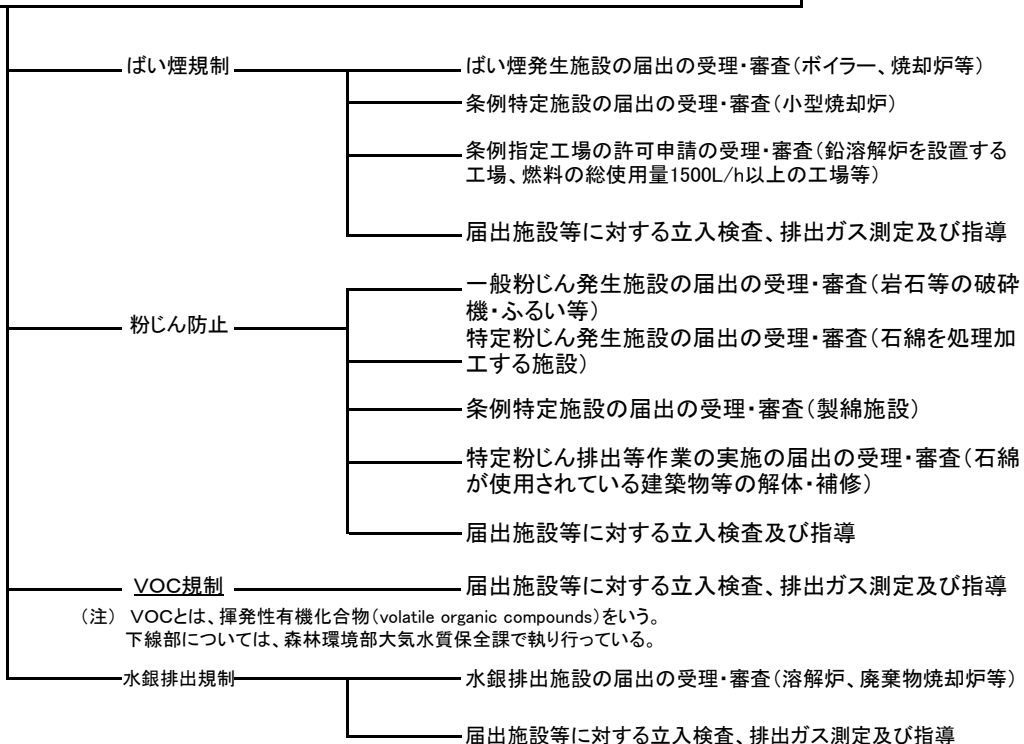 ばい煙規制
ばい煙発生施設の届出の受理・審査(ボイラー、焼却炉等)
条例特定施設の届出の受理・審査(小型焼却炉)
条例指定工場の許可申請の受理・審査(鉛溶解炉を設置する
工場、燃料の総使用量1500L/h以上の工場等)
届出施設等に対する立入検査、排出ガス測定及び指導
粉じん防止
一般粉じん発生施設の届出の受理・審査(岩石等の破砕
機・ふるい等)
特定粉じん発生施設の届出の受理・審査(石綿を処理加
工する施設)
条例特定施設の届出の受理・審査(製綿施設)
特定粉じん排出等作業の実施の届出の受理・審査(石綿
が使用されている建築物等の解体・補修)
届出施設等に対する立入検査及び指導
VOC規制
届出施設等に対する立入検査、排出ガス測定及び指導
(注) VOCとは、揮発性有機化合物(volatile organic compounds)をいう。
下線部については、森林環境部大気水質保全課で執り行っている。
水銀排出規制
水銀排出施設の届出の受理・審査(溶解炉、廃棄物焼却炉等)
届出施設等に対する立入検査、排出ガス測定及び指導